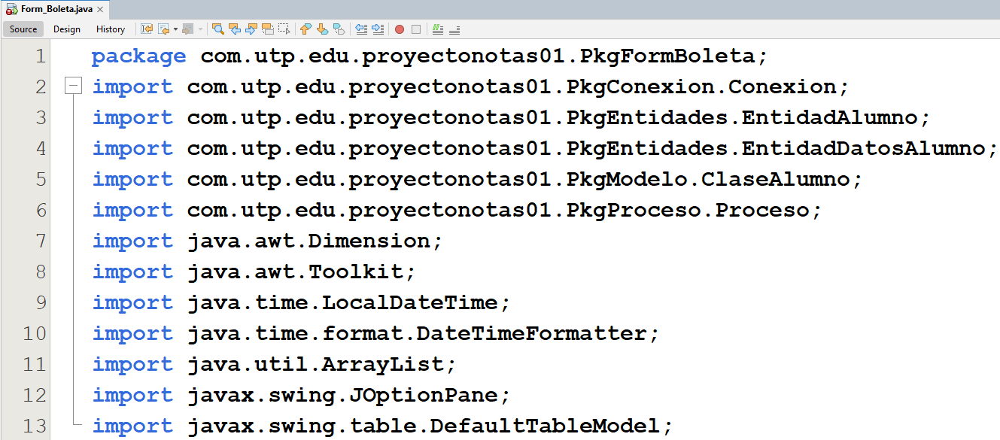 Form_Boleta.java
Source Design History
1 package com.utp.edu.proyectonotas01.PkgFormBoleta;
2 import com.utp.edu.proyectonotas01.PkgConexion.Conexion;
3 import com.utp.edu.proyectonotas01.PkgEntidades.EntidadAlumno;
4 import com.utp.edu.proyectonotas01.PkgEntidades.EntidadDatosAlumno;
5 import com.utp.edu.proyectonotas01.PkgModelo.ClaseAlumno;
6 import com.utp.edu.proyectonotas01.PkgProceso.Proceso;
7 import java.awt.Dimension;
8 import java.awt.Toolkit;
9 import java.time.LocalDateTime;
10 import java.time.format.DateTimeFormatter;
11 import java.util.ArrayList;
12 import javax.swing.JOptionPane;
13 import javax.swing.table.DefaultTableModel;